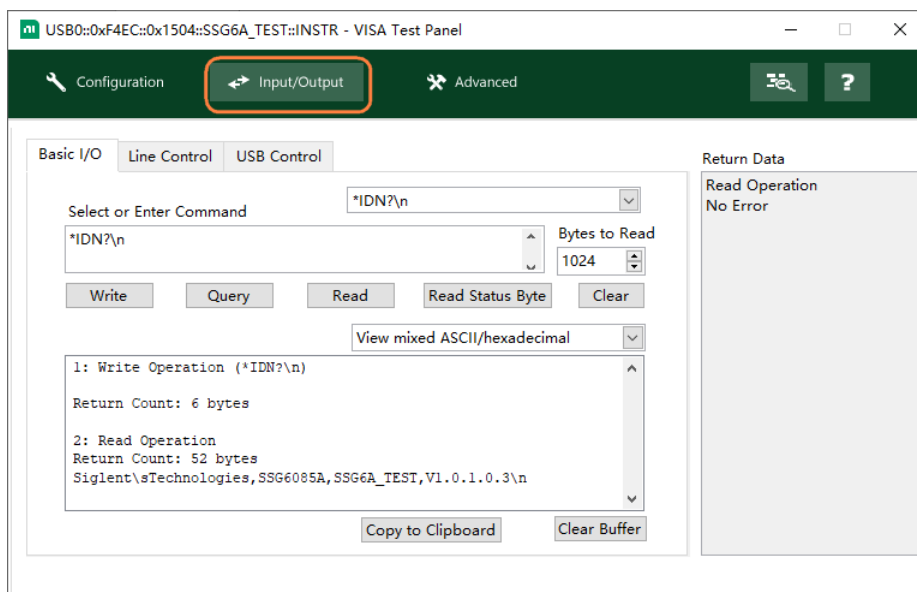 USB0::0xF4EC::0x1504::SSG6A_TEST::INSTR - VISA Test Panel
Configuration
Input/Output
Advanced
?
Basic I/O
Line Control
USB Control
Return Data
Read Operation
No Error
*IDN?\n
Select or Enter Command
*IDN?\n
Bytes to Read
1024
Write
Query
Read
Read Status Byte
Clear
View mixed ASCII/hexadecimal
1: Write Operation (*IDN?\n)
Return Count: 6 bytes
2: Read Operation
Return Count: 52 bytes
Siglent\sTechnologies,SSG6085A,SSG6A_TEST,V1.0.1.0.3\n
Copy to Clipboard
Clear Buffer